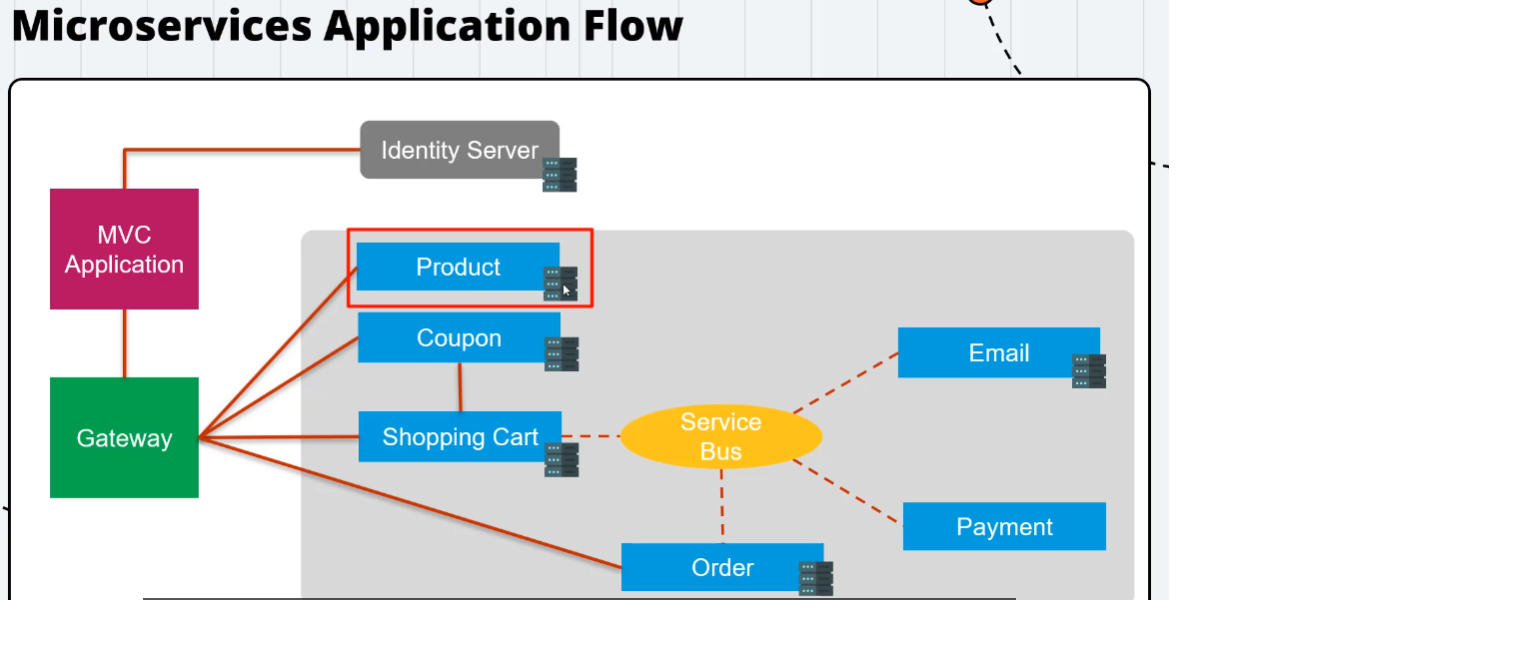 Microservices Application Flow
Identity Server
MVC
Application
Product
Coupon
Email
Gateway
Shopping Cart
Service
Bus
Payment
Order